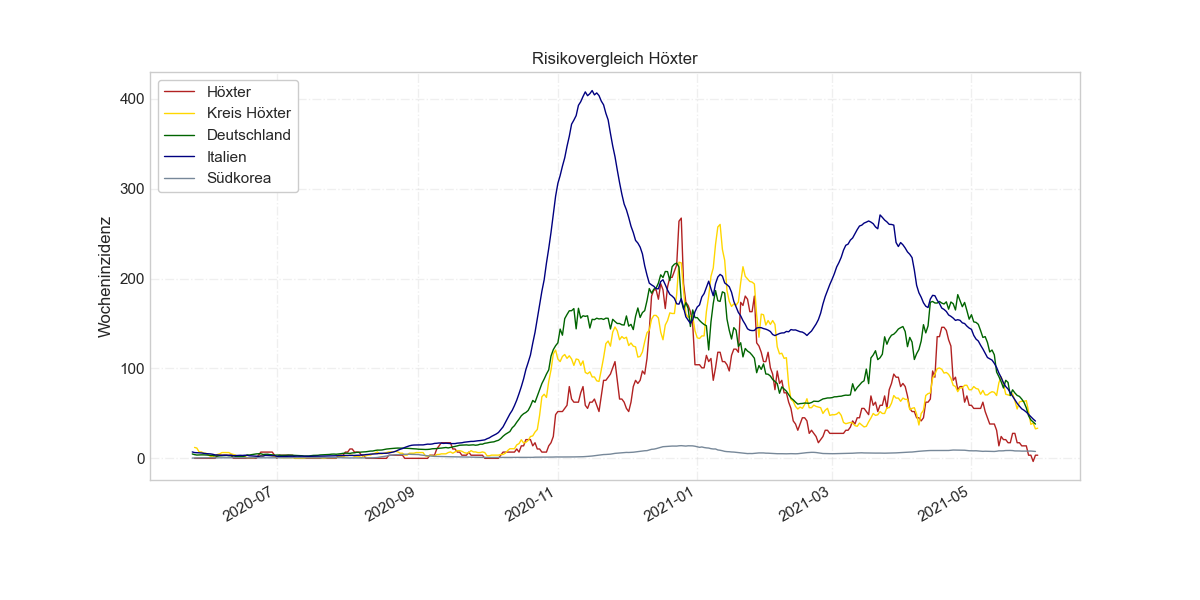 Risikovergleich Höxter
Höxter
Kreis Höxter
Deutschland
Italien
Südkorea
Wocheninzidenz
400
300
200
100
0
2020-07
2020-09
2020-11
2021-01
2021-03
2021-05